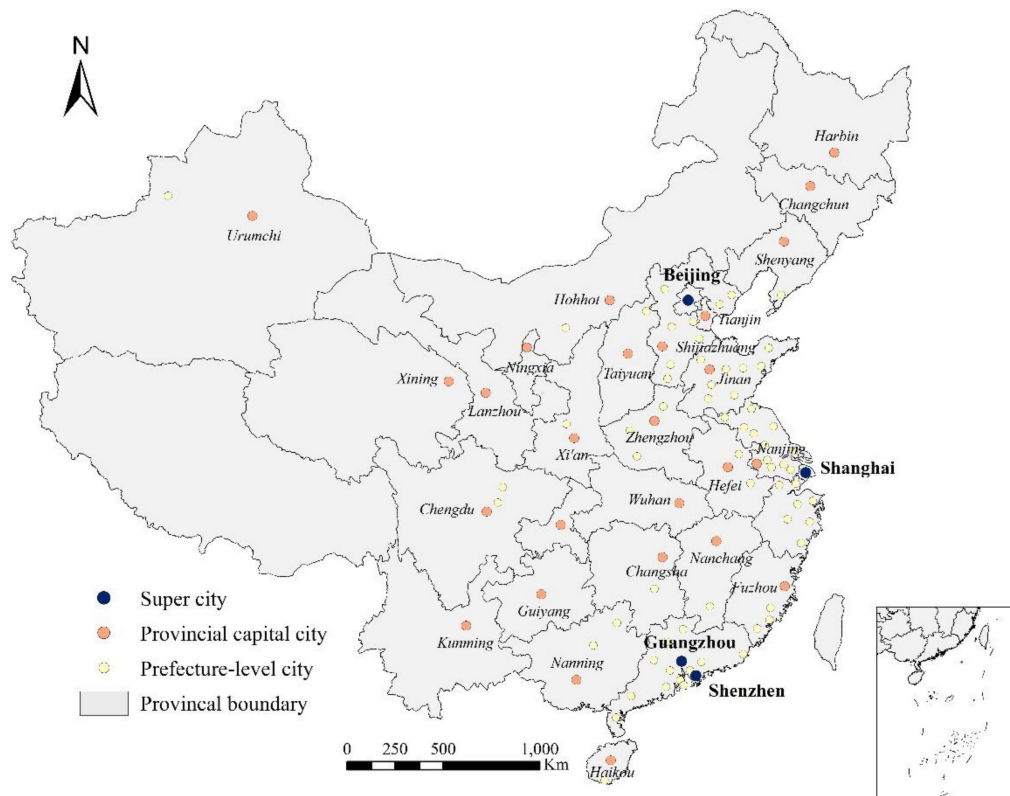 N
Harbin
Changchun
Urumchi
Shenyang
Beijing
Hohhot
Tianjin
Shijiazhuang
Ningxia
Taiyuan
Xining
Jinan
Lanzhou
Zhengzhou
Xi'an
Nanjing
Shanghai
Hefei
Chengdu
Wuhan
Nanchang
Changsha
Fuzhou
Guiyang
Kunming
Guangzhou
Nanning
Shenzhen
Haikou
Super city
Provincial capital city
Prefecture-level city
Provincal boundary
0 250 500 1,000
Km